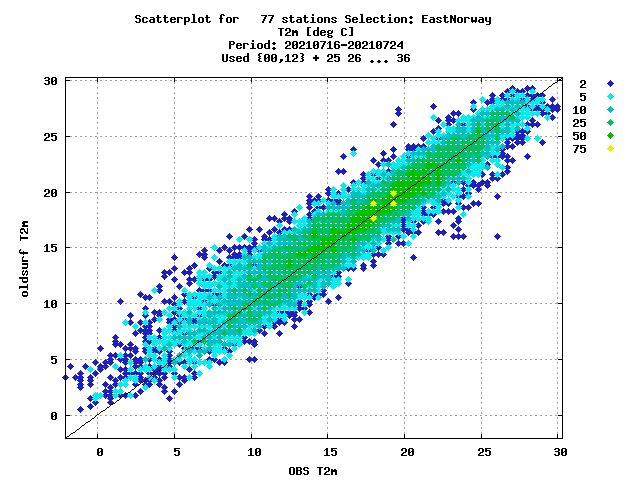 Scatterplot for   77 stations Selection: EastNorway
T2m [deg C]
Period: 20210716-20210724
Used {00,12} + 25 26 ... 36
30
25
20
15
10
5
0
oldsurf T2m
0 5 10 15 20 25 30
OBS T2m
2
5
10
25
50
75